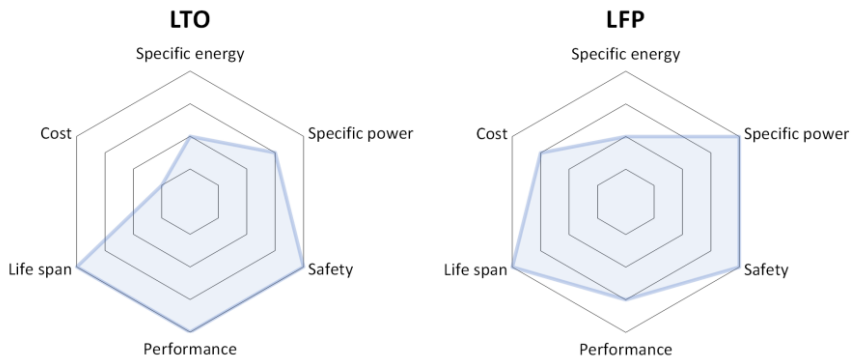 LTO
Specific energy
Cost
Specific power
Life span
Safety
Performance
LFP
Specific energy
Cost
Specific power
Life span
Safety
Performance